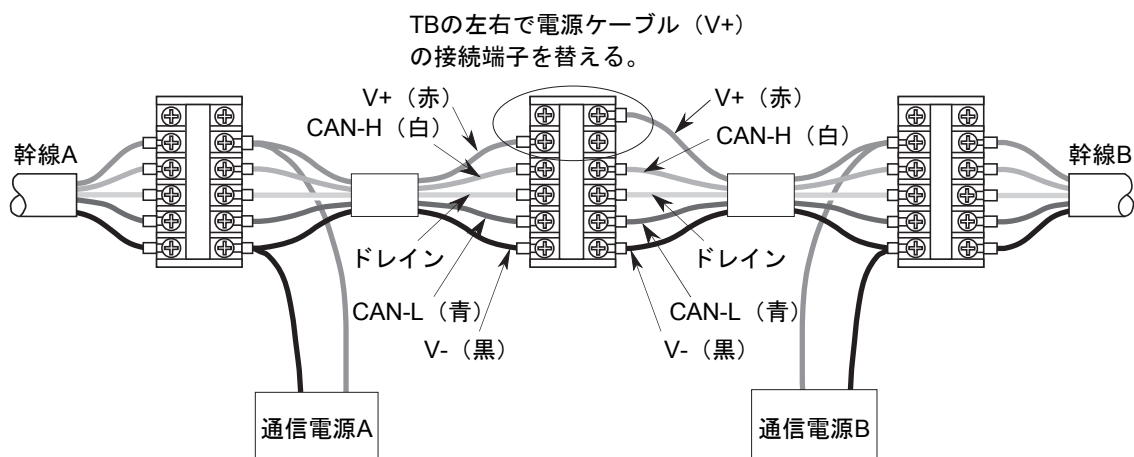 TBの左右で電源ケーブル（V+）
の接続端子を替える。
V+（赤）
V+（赤）
CAN-H（白）
CAN-H（白）
幹線A
幹線B
ドレイン
ドレイン
CAN-L（青）
CAN-L（青）
V-（黒）
V-（黒）
通信電源A
通信電源B